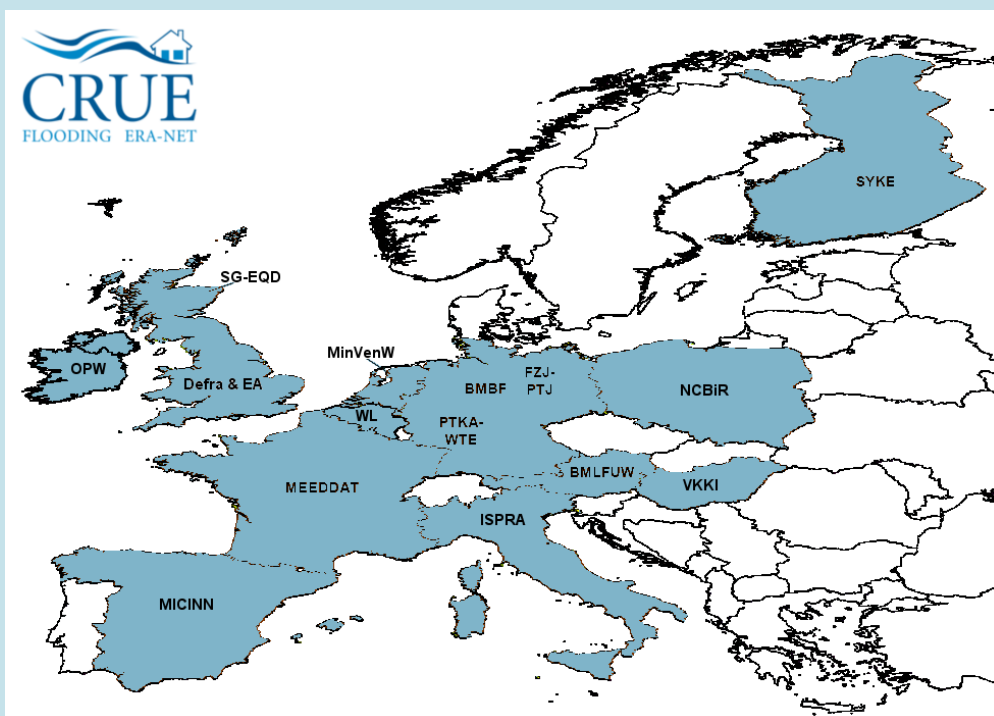 CRUE
FLOODING ERA-NET
SYKE
SG-EQD
MinVenW
OPW
Defra & EA
BMBF
FZJ-
PTJ
NCBiR
WL
PTKA-
WTE
BMLFUW
MEEDDAT
VKKI
ISPRA
MICINN